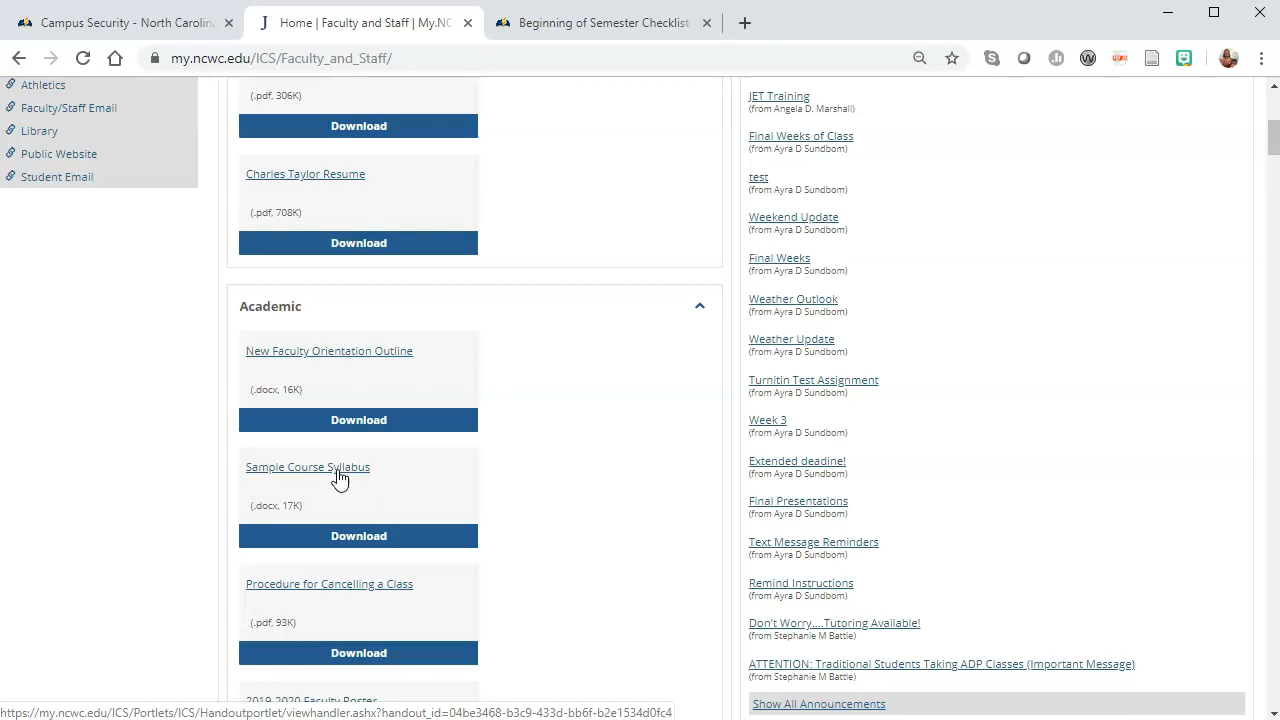 Campus Security - North Carolina
Home | Faculty and Staff | My.NC
Beginning of Semester Checklist
my.ncwc.edu/ICS/Faculty_and_Staff/
Athletics
Faculty/Staff Email
Library
Public Website
Student Email
(.pdf, 306K)
Download
Charles Taylor Resume
(.pdf, 708K)
Download
Academic
New Faculty Orientation Outline
(.docx, 16K)
Download
Sample Course Syllabus
(.docx, 17K)
Download
Procedure for Cancelling a Class
(.pdf, 93K)
Download
2019-2020 Faculty Roster
JET Training
(from Angela D. Marshall)
Final Weeks of Class
(from Ayra D Sundbom)
test
(from Ayra D Sundbom)
Weekend Update
(from Ayra D Sundbom)
Final Weeks
(from Ayra D Sundbom)
Weather Outlook
(from Ayra D Sundbom)
Weather Update
(from Ayra D Sundbom)
Turnitin Test Assignment
(from Ayra D Sundbom)
Week 3
(from Ayra D Sundbom)
Extended deadine!
(from Ayra D Sundbom)
Final Presentations
(from Ayra D Sundbom)
Text Message Reminders
(from Ayra D Sundbom)
Remind Instructions
(from Ayra D Sundbom)
Don't Worry....Tutoring Available!
(from Stephanie M Battle)
ATTENTION: Traditional Students Taking ADP Classes (Important Message)
(from Stephanie M Battle)
Show All Announcements
https://my.ncwc.edu/ICS/Portlets/ICS/Handoutportlet/viewhandler.ashx?handout_id=04be3468-b3c9-433d-bb6f-b2e1534d0fc4